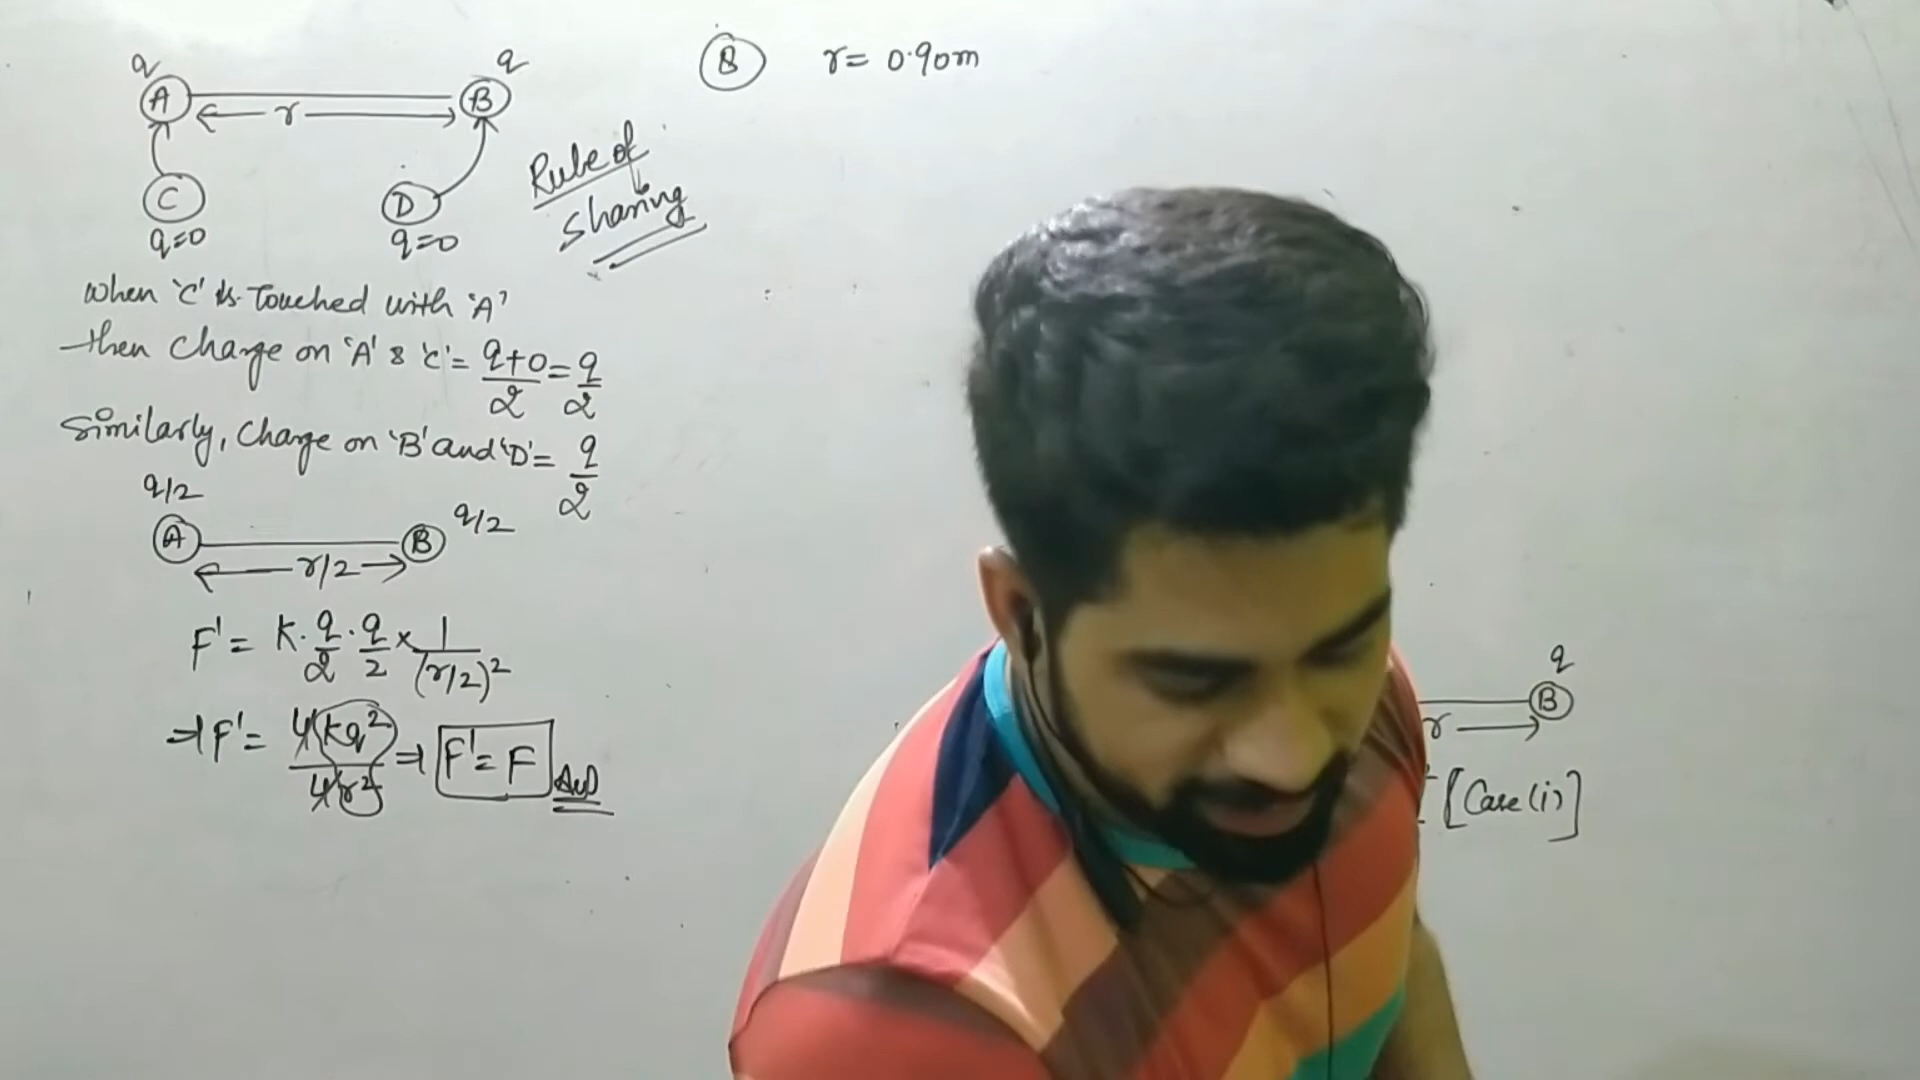 q q
A ← r → B
C D
q=0 q=0
Rule of
sharing
When 'C' is Touched with 'A'
then Charge on 'A' & 'C' = q+0/2 = q/2
Similarly, Charge on 'B' and 'D' = q/2
q/2 q/2
A B
← r/2 →
F' = K. q/2 . q/2 × 1/(r/2)²
⇒ F' = 4kq²/4r² ⇒ F' = F Ans
8 r = 0.90m
q
B
r →
[Case (i)]